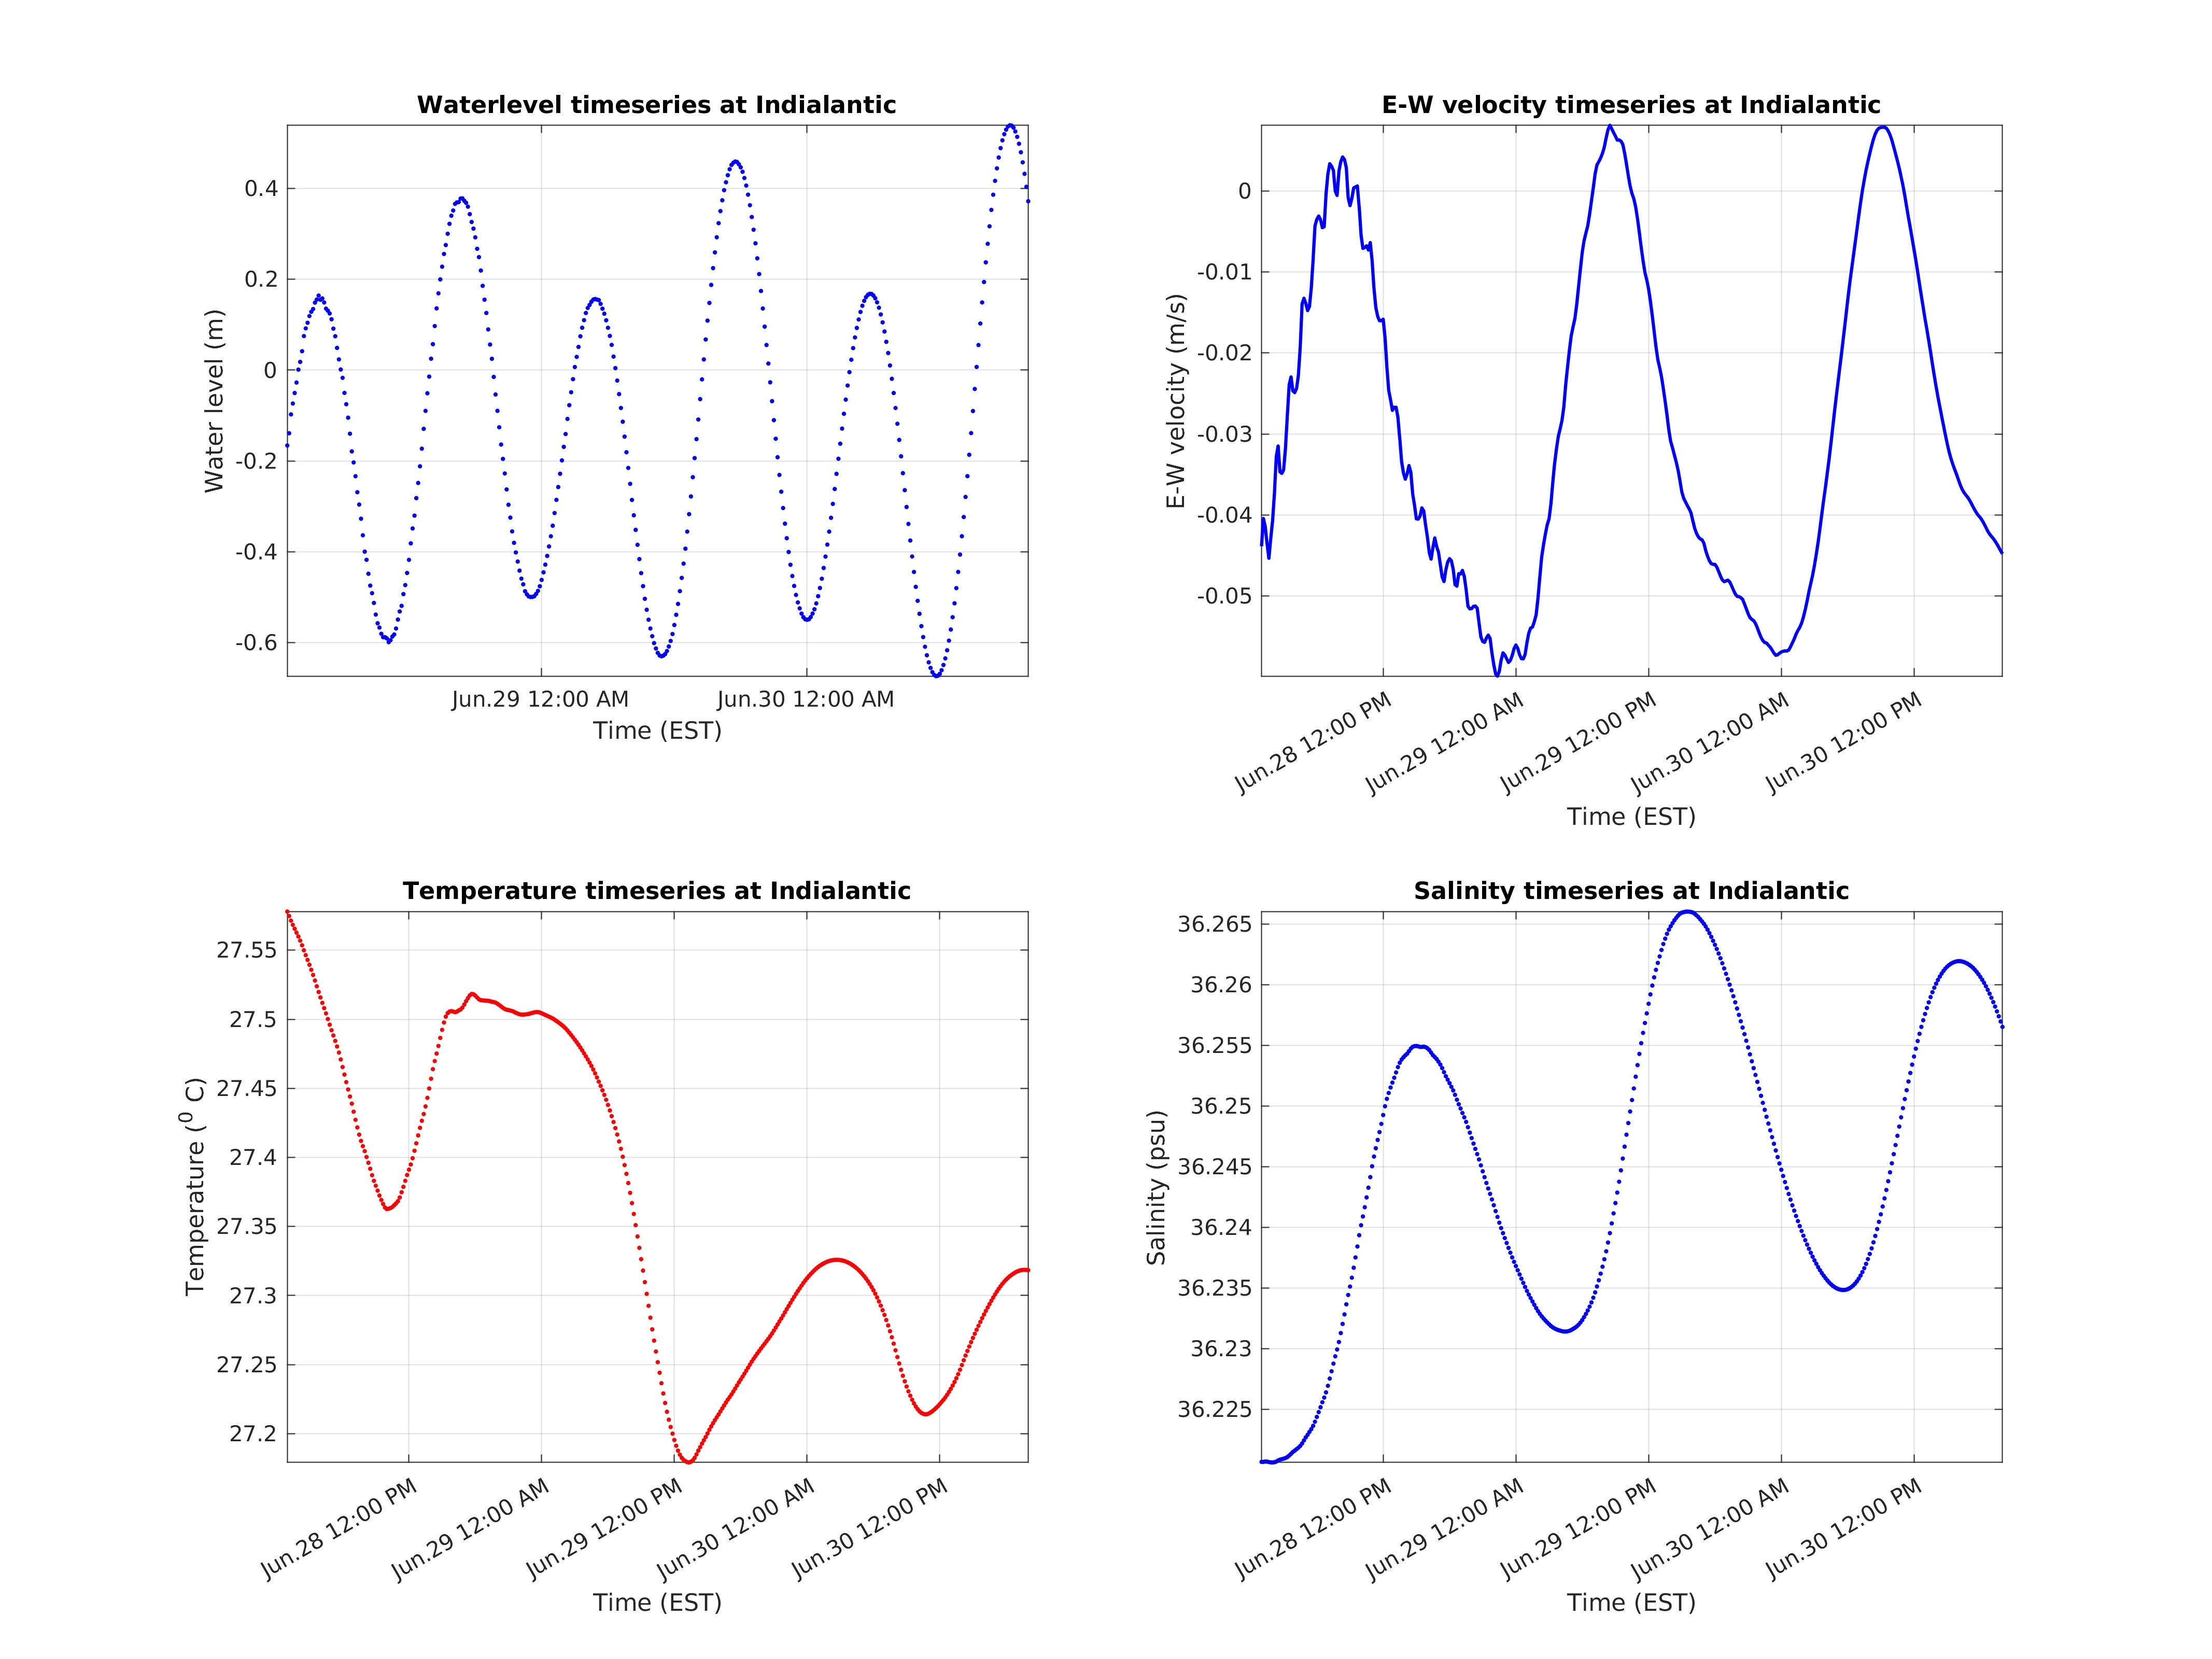 Waterlevel timeseries at Indialantic
0.4
0.2
0
-0.2
-0.4
-0.6
Water level (m)
Jun.29 12:00 AM
Jun.30 12:00 AM
Time (EST)
E-W velocity timeseries at Indialantic
0
-0.01
-0.02
-0.03
-0.04
-0.05
E-W velocity (m/s)
Jun.28 12:00 PM
Jun.29 12:00 AM
Jun.29 12:00 PM
Jun.30 12:00 AM
Jun.30 12:00 PM
Time (EST)
Temperature timeseries at Indialantic
27.55
27.5
27.45
27.4
27.35
27.3
27.25
27.2
Temperature (⁰ C)
Jun.28 12:00 PM
Jun.29 12:00 AM
Jun.29 12:00 PM
Jun.30 12:00 AM
Jun.30 12:00 PM
Time (EST)
Salinity timeseries at Indialantic
36.265
36.26
36.255
36.25
36.245
36.24
36.235
36.23
36.225
Salinity (psu)
Jun.28 12:00 PM
Jun.29 12:00 AM
Jun.29 12:00 PM
Jun.30 12:00 AM
Jun.30 12:00 PM
Time (EST)